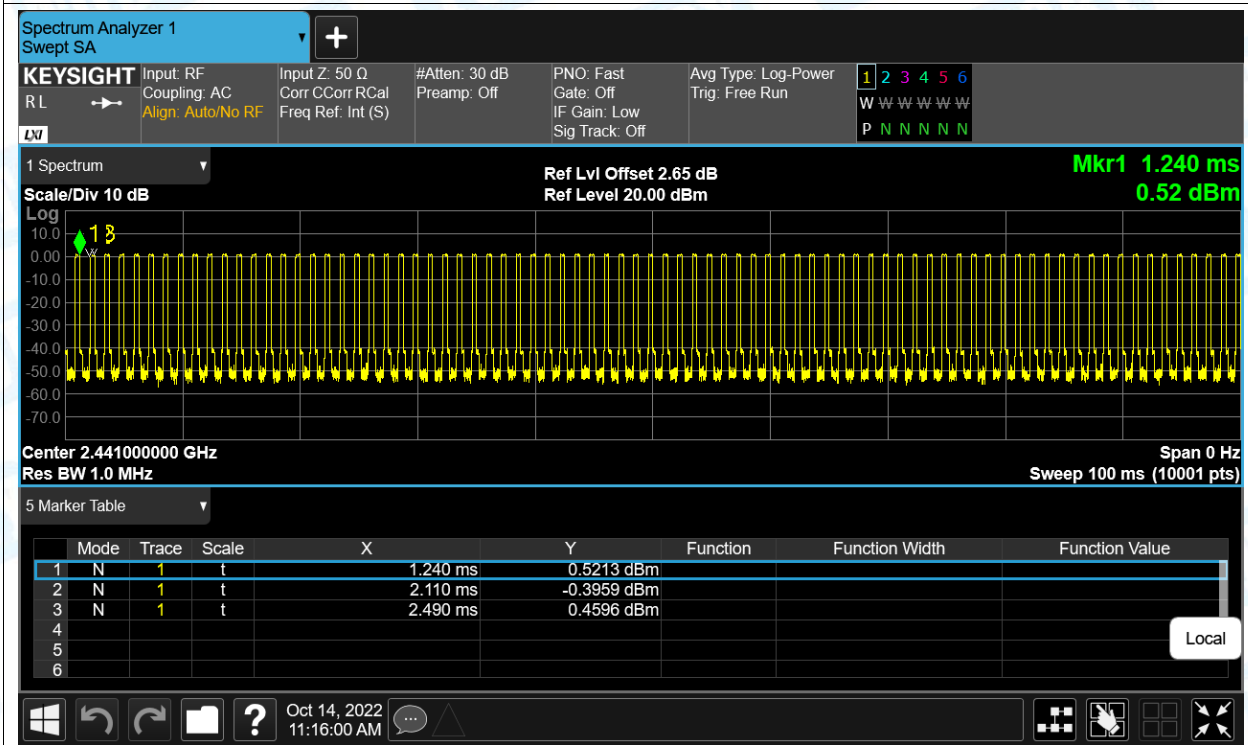 Spectrum Analyzer 1
Swept SA
KEYSIGHT
R L
LXI
Input: RF
Coupling: AC
Align: Auto/No RF
Input Z: 50 Ω
Corr CCorr RCal
Freq Ref: Int (S)
#Atten: 30 dB
Preamp: Off
PNO: Fast
Gate: Off
IF Gain: Low
Sig Track: Off
Avg Type: Log-Power
Trig: Free Run
1 2 3 4 5 6
W W W W W W
P N N N N N
1 Spectrum
Scale/Div 10 dB
Ref Lvl Offset 2.65 dB
Ref Level 20.00 dBm
Mkr1 1.240 ms
0.52 dBm
Log
10.0
0.00
-10.0
-20.0
-30.0
-40.0
-50.0
-60.0
-70.0
1
Center 2.441000000 GHz
Span 0 Hz
Res BW 1.0 MHz
Sweep 100 ms (10001 pts)
5 Marker Table
Mode Trace Scale X Y Function Function Width Function Value
1 N 1 t 1.240 ms 0.5213 dBm
2 N 1 t 2.110 ms -0.3959 dBm
3 N 1 t 2.490 ms 0.4596 dBm
4
5
6
Local
?
Oct 14, 2022
11:16:00 AM